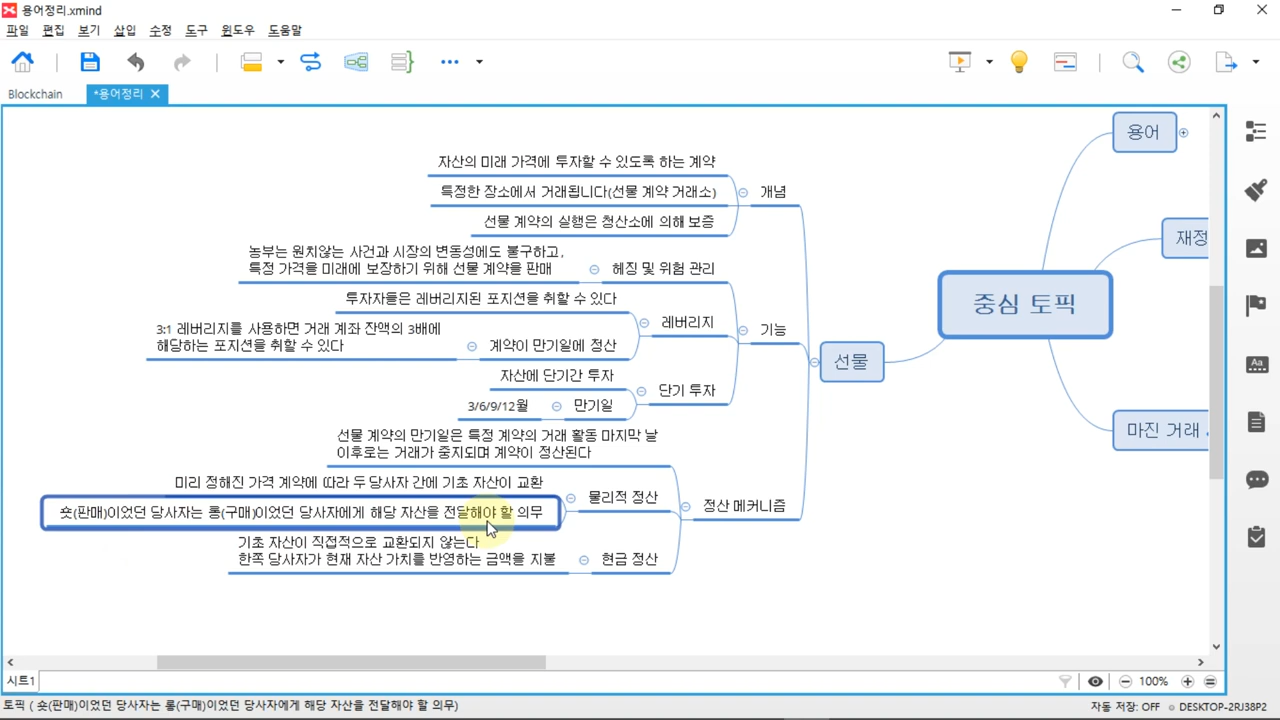 용어정리.xmind
파일 편집 보기 삽입 수정 도구 윈도우 도움말
Blockchain
*용어정리
용어
자산의 미래 가격에 투자할 수 있도록 하는 계약
특정한 장소에서 거래됩니다(선물 계약 거래소)
개념
선물 계약의 실행은 청산소에 의해 보증
재정
농부는 원치않는 사건과 시장의 변동성에도 불구하고,
특정 가격을 미래에 보장하기 위해 선물 계약을 판매
헤징 및 위험 관리
투자자들은 레버리지된 포지션을 취할 수 있다
레버리지
3:1 레버리지를 사용하면 거래 계좌 잔액의 3배에
해당하는 포지션을 취할 수 있다
계약이 만기일에 정산
기능
중심 토픽
선물
자산에 단기간 투자
단기 투자
3/6/9/12월
만기일
마진 거래
선물 계약의 만기일은 특정 계약의 거래 활동 마지막 날
이후로는 거래가 중지되며 계약이 정산된다
미리 정해진 가격 계약에 따라 두 당사자 간에 기초 자산이 교환
물리적 정산
숏(판매)이었던 당사자는 롱(구매)이었던 당사자에게 해당 자산을 전달해야 할 의무
정산 메커니즘
기초 자산이 직접적으로 교환되지 않는다
한쪽 당사자가 현재 자산 가치를 반영하는 금액을 지불
현금 정산
시트1
100%
토픽 ( 숏(판매)이었던 당사자는 롱(구매)이었던 당사자에게 해당 자산을 전달해야 할 의무)
자동 저장: OFF
DESKTOP-2RJ38P2
Aa